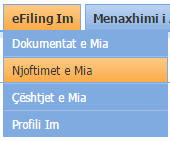 eFiling Im Menaxhimi i
Dokumentat e Mia
Njoftimet e Mia
Çështjet e Mia
Profili Im